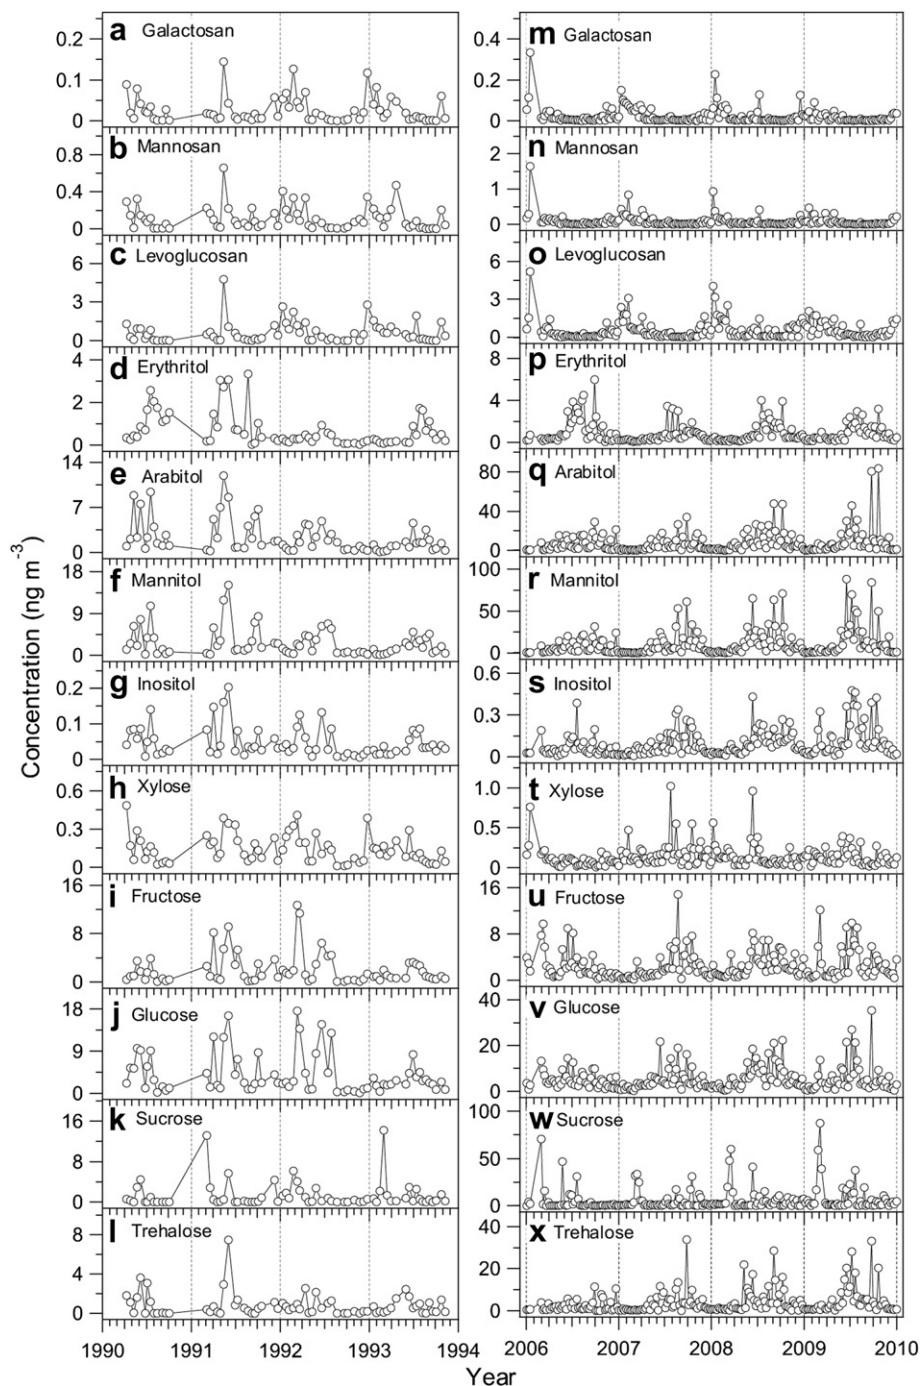 a Galactosan
0.2
0.1
0
b Mannosan
0.8
0.4
0
c Levoglucosan
6
3
0
d Erythritol
4
2
0
e Arabitol
14
7
0
f Mannitol
18
9
0
g Inositol
0.2
0.1
0
h Xylose
0.6
0.3
0
i Fructose
16
8
0
j Glucose
18
9
0
k Sucrose
16
8
0
l Trehalose
8
4
0
1990 1991 1992 1993 1994
m Galactosan
0.4
0.2
0
n Mannosan
2
1
0
o Levoglucosan
6
3
0
p Erythritol
8
4
0
q Arabitol
80
40
0
r Mannitol
100
50
0
s Inositol
0.6
0.3
0
t Xylose
1.0
0.5
0
u Fructose
16
8
0
v Glucose
40
20
0
w Sucrose
100
50
0
x Trehalose
40
20
0
2006 2007 2008 2009 2010
Concentration (ng m⁻³)
Year